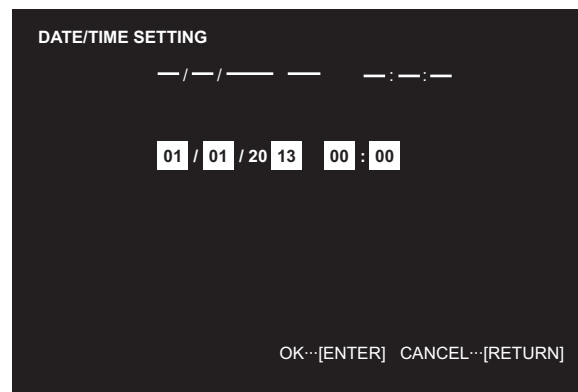 DATE/TIME SETTING
—/—/—— —— —:—:—
01 / 01 / 20 13 00 : 00
OK···[ENTER] CANCEL···[RETURN]